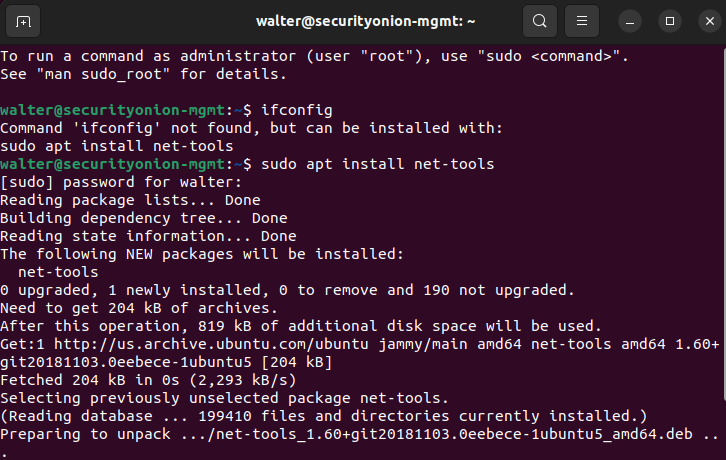 walter@securityonion-mgmt: ~
To run a command as administrator (user "root"), use "sudo <command>".
See "man sudo_root" for details.
walter@securityonion-mgmt:~$ ifconfig
Command 'ifconfig' not found, but can be installed with:
sudo apt install net-tools
walter@securityonion-mgmt:~$ sudo apt install net-tools
[sudo] password for walter:
Reading package lists... Done
Building dependency tree... Done
Reading state information... Done
The following NEW packages will be installed:
  net-tools
0 upgraded, 1 newly installed, 0 to remove and 190 not upgraded.
Need to get 204 kB of archives.
After this operation, 819 kB of additional disk space will be used.
Get:1 http://us.archive.ubuntu.com/ubuntu jammy/main amd64 net-tools amd64 1.60+
git20181103.0eebece-1ubuntu5 [204 kB]
Fetched 204 kB in 0s (2,293 kB/s)
Selecting previously unselected package net-tools.
(Reading database ... 199410 files and directories currently installed.)
Preparing to unpack .../net-tools_1.60+git20181103.0eebece-1ubuntu5_amd64.deb ..
.